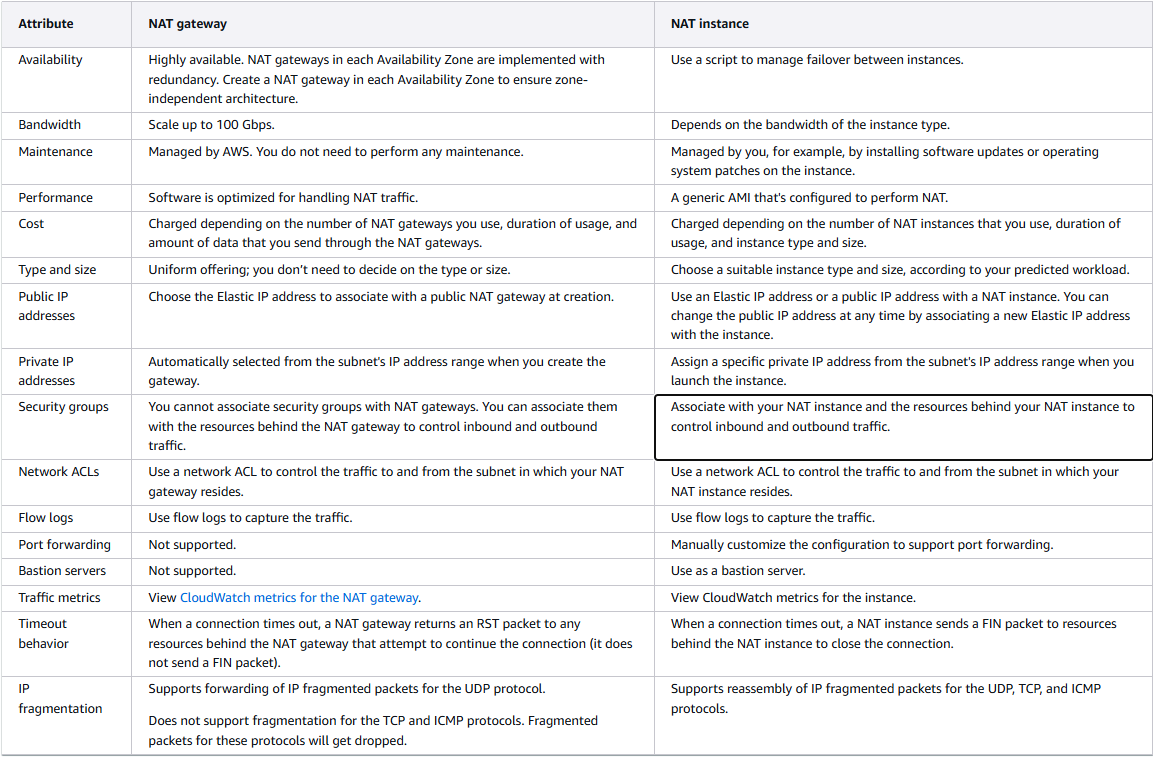 Attribute NAT gateway NAT instance
Availability Highly available. NAT gateways in each Availability Zone are implemented with Use a script to manage failover between instances.
redundancy. Create a NAT gateway in each Availability Zone to ensure zone-
independent architecture.
Bandwidth Scale up to 100 Gbps. Depends on the bandwidth of the instance type.
Maintenance Managed by AWS. You do not need to perform any maintenance. Managed by you, for example, by installing software updates or operating
system patches on the instance.
Performance Software is optimized for handling NAT traffic. A generic AMI that's configured to perform NAT.
Cost Charged depending on the number of NAT gateways you use, duration of usage, and Charged depending on the number of NAT instances that you use, duration of
amount of data that you send through the NAT gateways. usage, and instance type and size.
Type and size Uniform offering; you don’t need to decide on the type or size. Choose a suitable instance type and size, according to your predicted workload.
Public IP Choose the Elastic IP address to associate with a public NAT gateway at creation. Use an Elastic IP address or a public IP address with a NAT instance. You can
addresses change the public IP address at any time by associating a new Elastic IP address
with the instance.
Private IP Automatically selected from the subnet's IP address range when you create the Assign a specific private IP address from the subnet's IP address range when you
addresses gateway. launch the instance.
Security groups You cannot associate security groups with NAT gateways. You can associate them Associate with your NAT instance and the resources behind your NAT instance to
with the resources behind the NAT gateway to control inbound and outbound control inbound and outbound traffic.
traffic.
Network ACLs Use a network ACL to control the traffic to and from the subnet in which your NAT Use a network ACL to control the traffic to and from the subnet in which your
gateway resides. NAT instance resides.
Flow logs Use flow logs to capture the traffic. Use flow logs to capture the traffic.
Port forwarding Not supported. Manually customize the configuration to support port forwarding.
Bastion servers Not supported. Use as a bastion server.
Traffic metrics View CloudWatch metrics for the NAT gateway. View CloudWatch metrics for the instance.
Timeout When a connection times out, a NAT gateway returns an RST packet to any When a connection times out, a NAT instance sends a FIN packet to resources
behavior resources behind the NAT gateway that attempt to continue the connection (it does behind the NAT instance to close the connection.
not send a FIN packet).
IP Supports forwarding of IP fragmented packets for the UDP protocol. Supports reassembly of IP fragmented packets for the UDP, TCP, and ICMP
fragmentation protocols.
Does not support fragmentation for the TCP and ICMP protocols. Fragmented
packets for these protocols will get dropped.